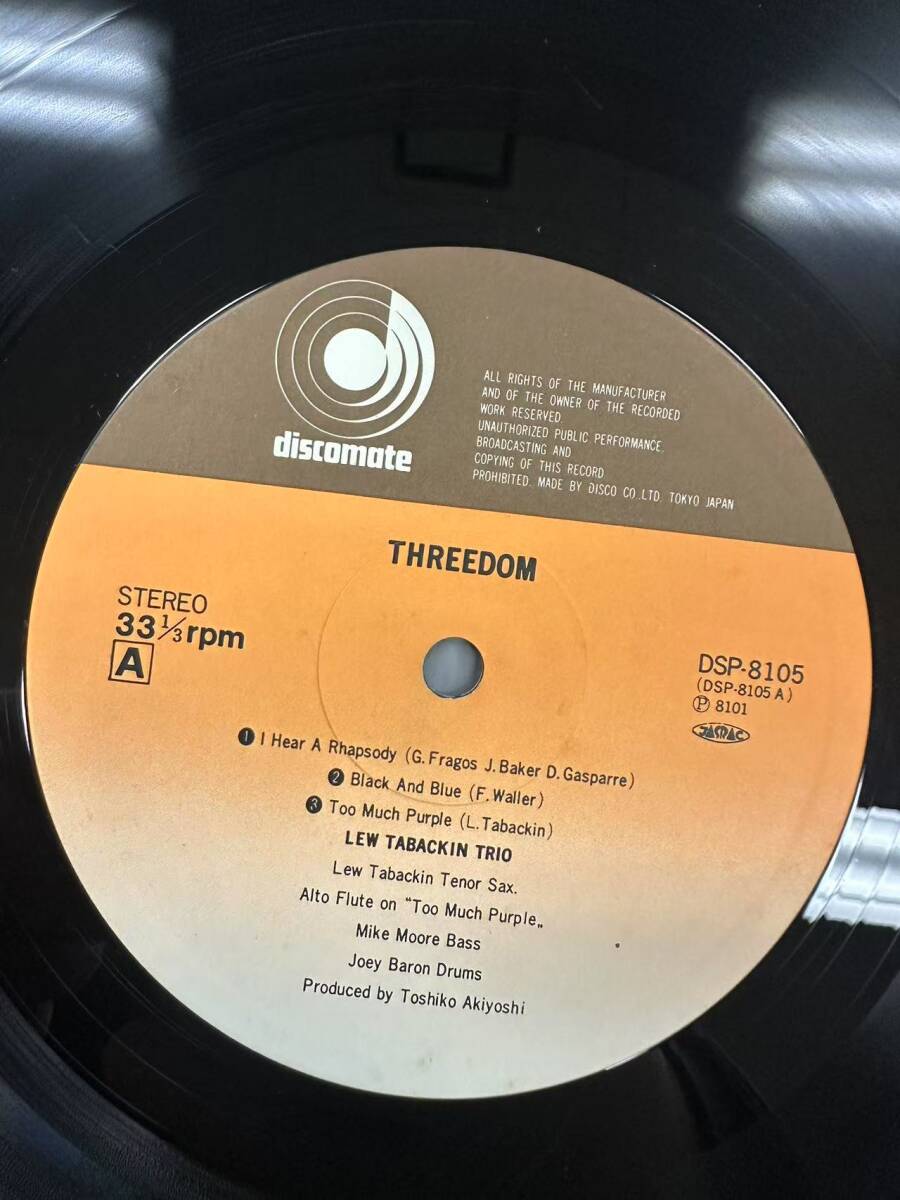 discomate
ALL RIGHTS OF THE MANUFACTURER
AND OF THE OWNER OF THE RECORDED
WORK RESERVED
UNAUTHORIZED PUBLIC PERFORMANCE,
BROADCASTING AND
COPYING OF THIS RECORD
PROHIBITED. MADE BY DISCO CO.,LTD. TOKYO JAPAN
THREEDOM
STEREO
33 1/3 rpm
A
DSP-8105
(DSP-8105 A)
Ⓟ 8101
JASRAC
❶ I Hear A Rhapsody (G. Fragos J. Baker D. Gasparre)
❷ Black And Blue (F. Waller)
❸ Too Much Purple (L. Tabackin)
LEW TABACKIN TRIO
Lew Tabackin Tenor Sax.
Alto Flute on “Too Much Purple„
Mike Moore Bass
Joey Baron Drums
Produced by Toshiko Akiyoshi